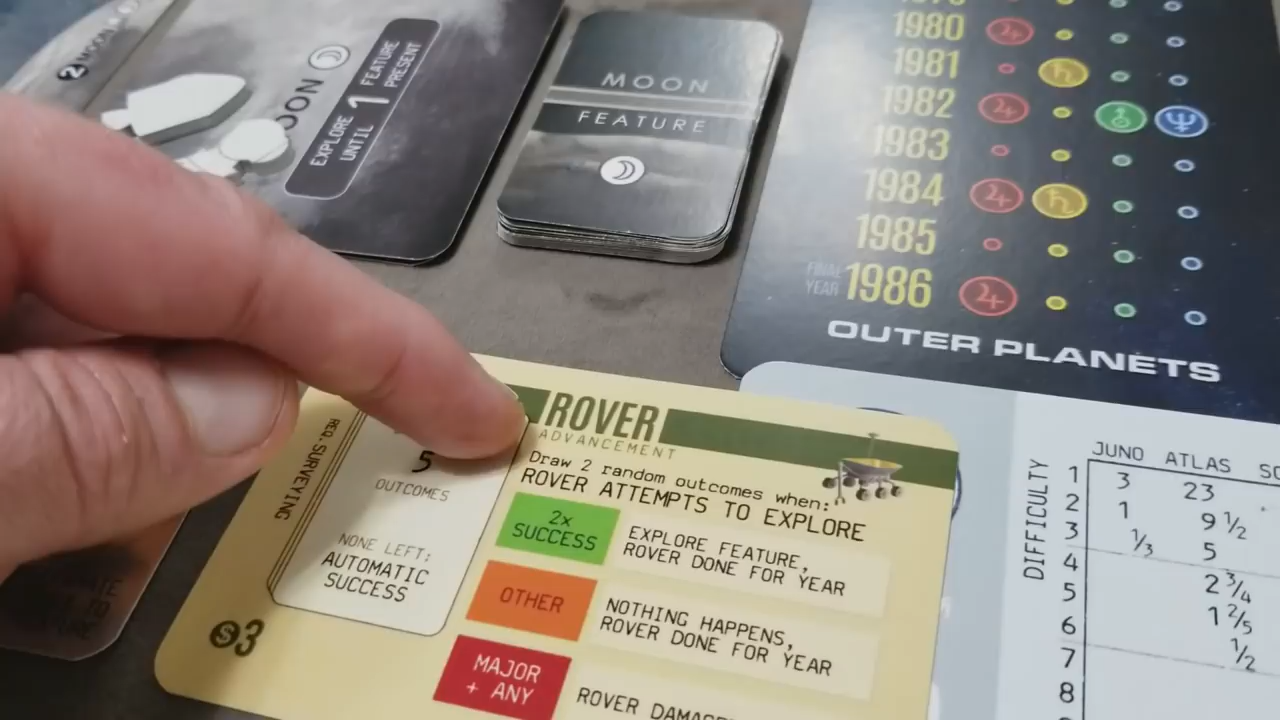 2 MOON
MOON
EXPLORE
UNTIL
1
FEATURE
PRESENT
MOON
FEATURE
1980
1981
1982
1983
1984
1985
FINAL
YEAR
1986
OUTER PLANETS
ROVER
ADVANCEMENT
REQ. SURVEYING
5
OUTCOMES
NONE LEFT:
AUTOMATIC
SUCCESS
$3
Draw 2 random outcomes when:
ROVER ATTEMPTS TO EXPLORE
2x
SUCCESS
EXPLORE FEATURE,
ROVER DONE FOR YEAR
OTHER
NOTHING HAPPENS,
ROVER DONE FOR YEAR
MAJOR
+ ANY
ROVER
DIFFICULTY
JUNO ATLAS
1 3 23
2 1 9 1/2
3 1/3 5
4 2 3/4
5 1 2/5
6 1/2
7
8